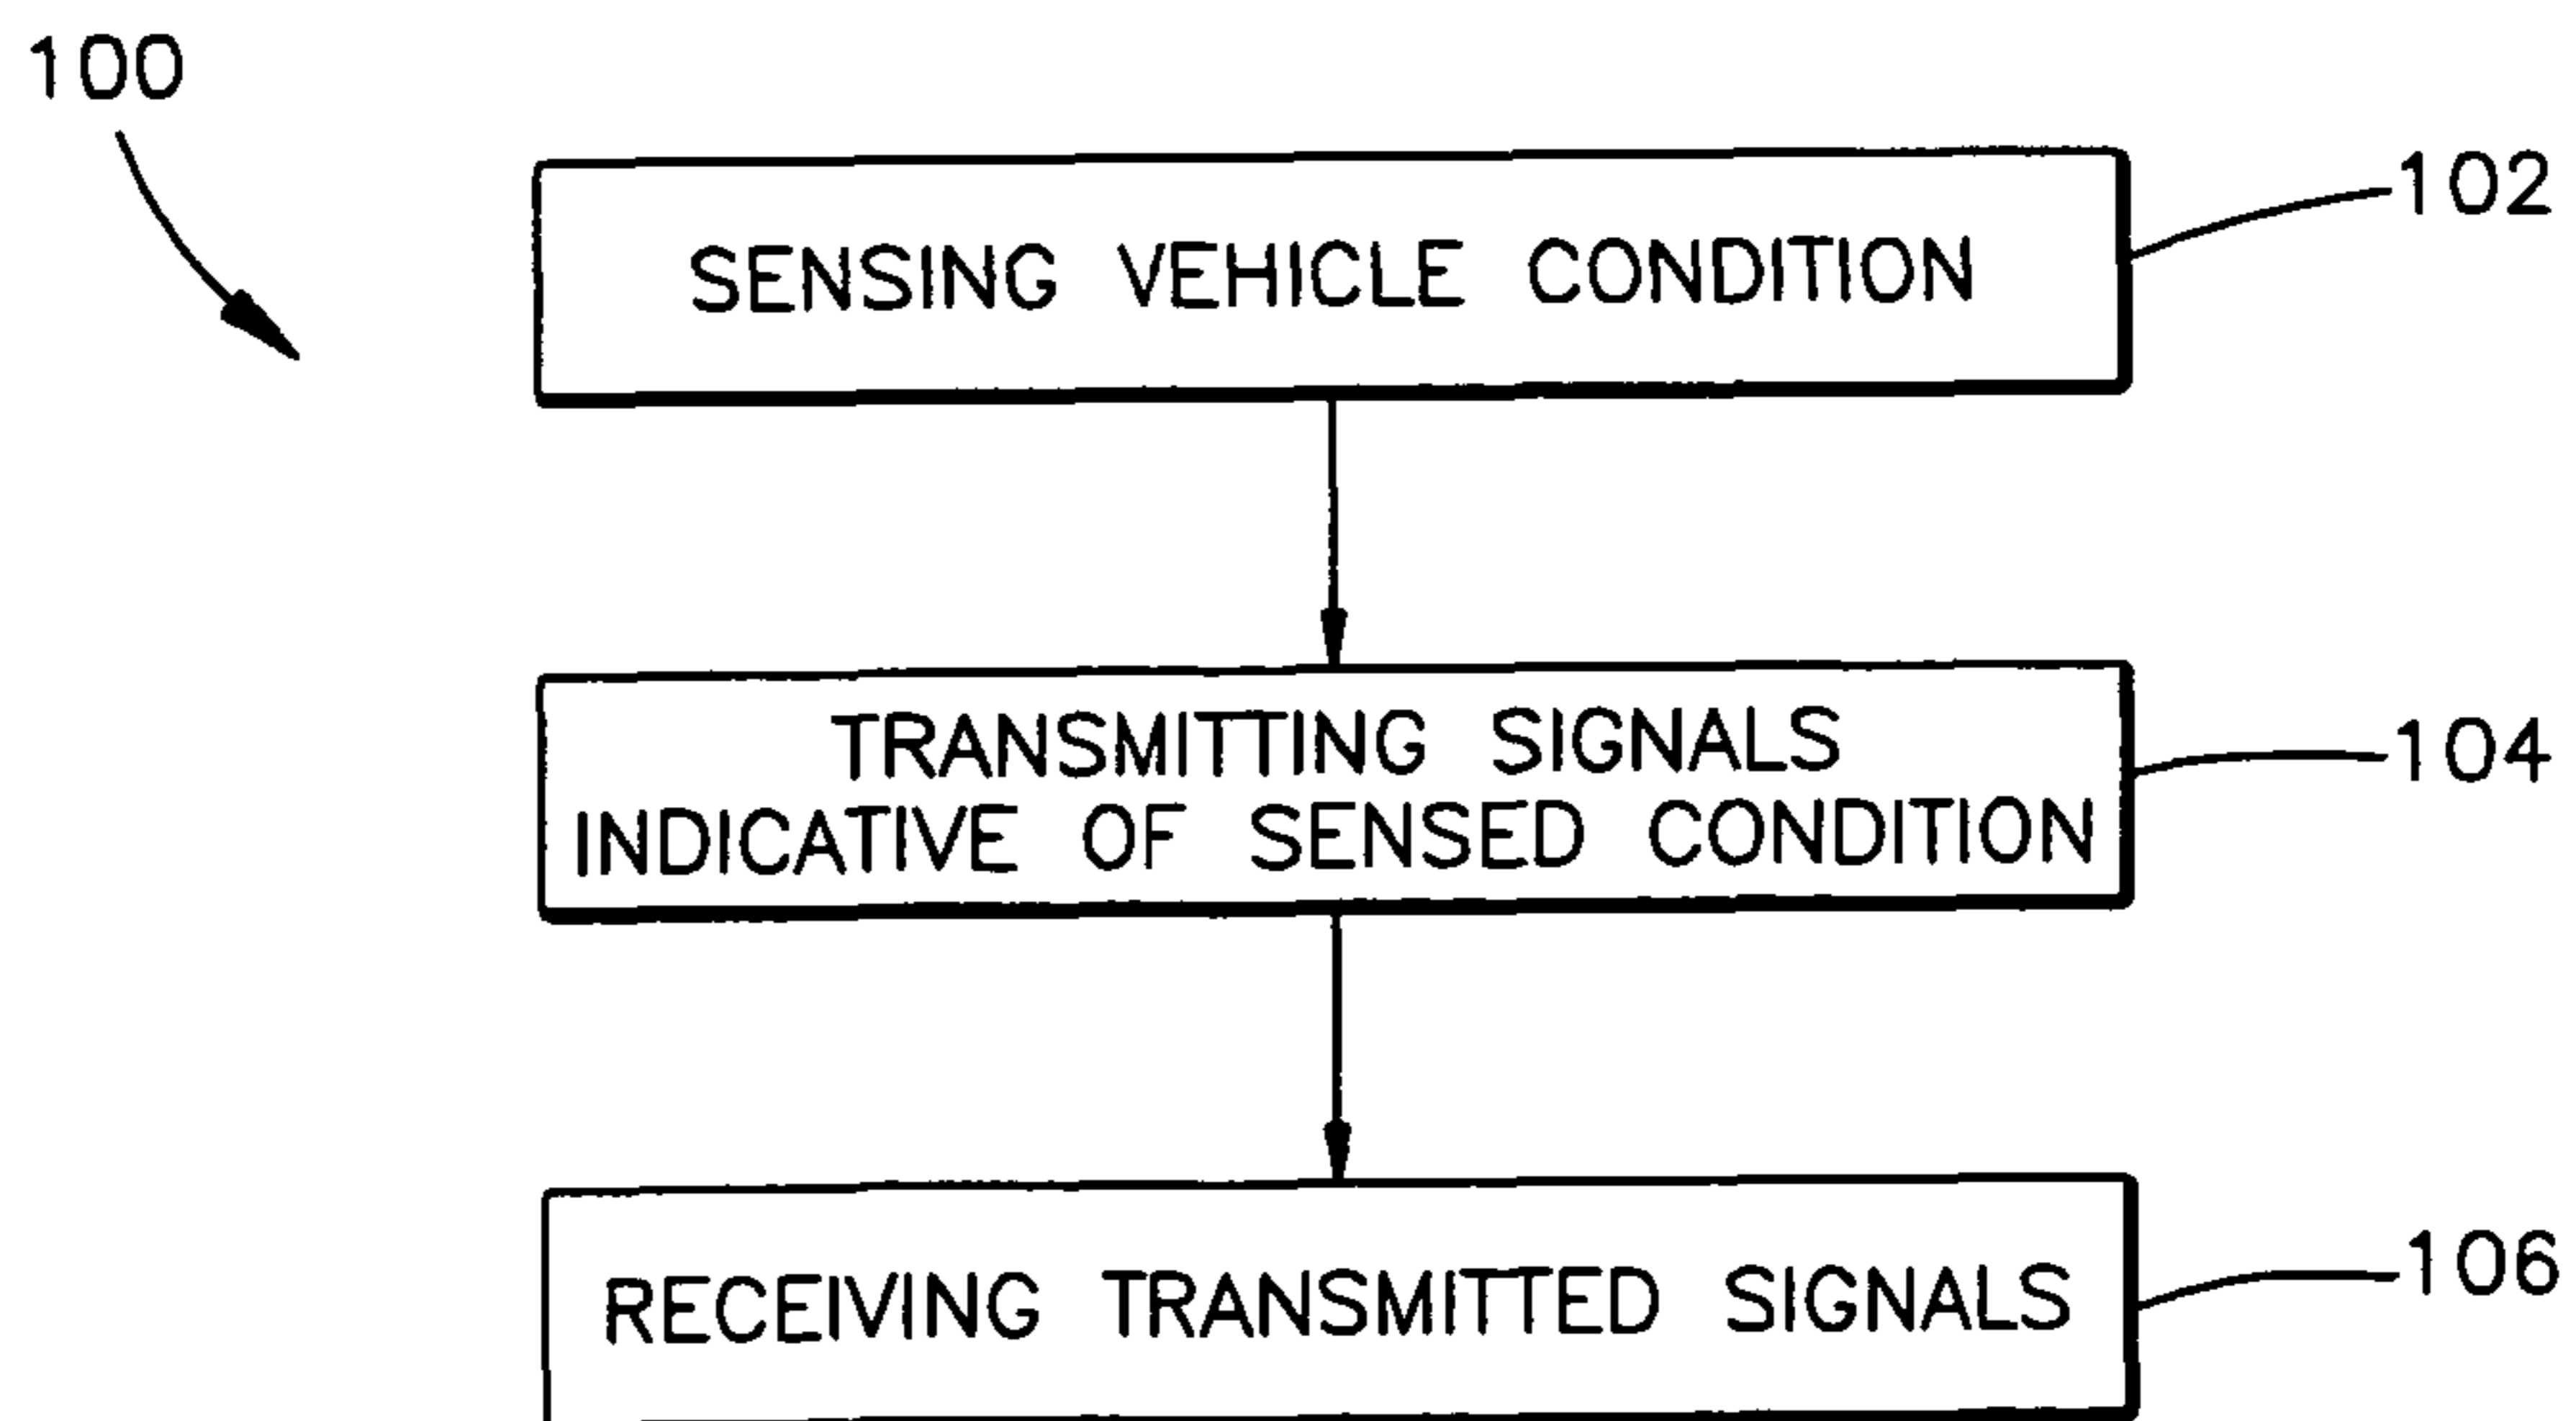 100
SENSING VEHICLE CONDITION
102
TRANSMITTING SIGNALS
INDICATIVE OF SENSED CONDITION
104
RECEIVING TRANSMITTED SIGNALS
106